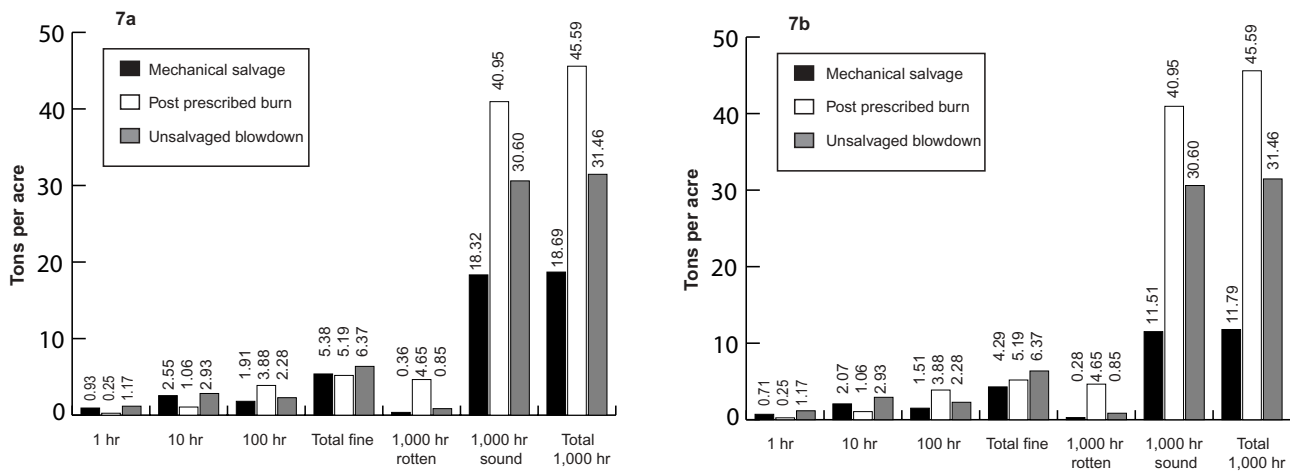 7a
50
40
30
20
10
0
Tons per acre
Mechanical salvage
Post prescribed burn
Unsalvaged blowdown
0.93 0.25 1.17
2.55 1.06 2.93
1.91 3.88 2.28
5.38 5.19 6.37
0.36 4.65 0.85
18.32 40.95 30.60
18.69 45.59 31.46
1 hr 10 hr 100 hr Total fine 1,000 hr 1,000 hr Total
rotten sound 1,000 hr
7b
50
40
30
20
10
0
Tons per acre
Mechanical salvage
Post prescribed burn
Unsalvaged blowdown
0.71 0.25 1.17
2.07 1.06 2.93
1.51 3.88 2.28
4.29 5.19 6.37
0.28 4.65 0.85
11.51 40.95 30.60
11.79 45.59 31.46
1 hr 10 hr 100 hr Total fine 1,000 hr 1,000 hr Total
rotten sound 1,000 hr